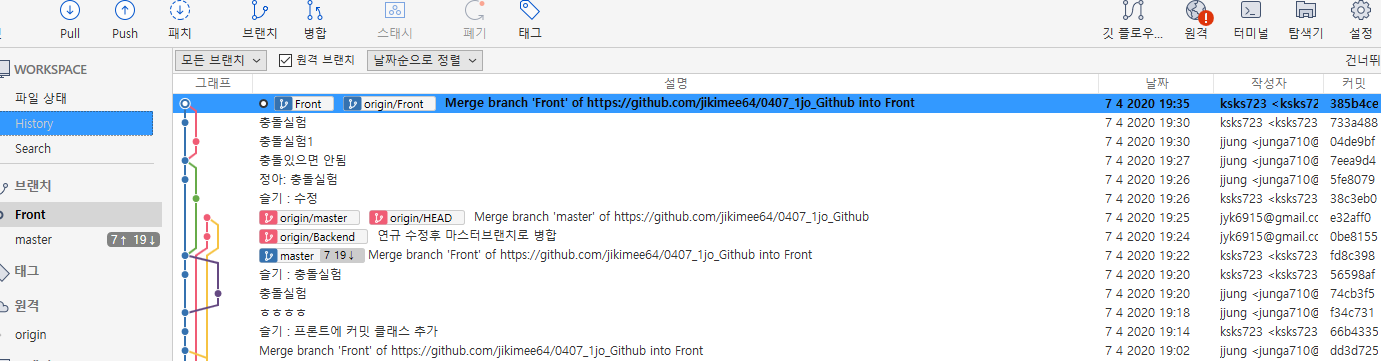 Pull Push 패치 브랜치 병합 스태시 폐기 태그 깃 플로우... 원격 터미널 탐색기 설정
WORKSPACE
파일 상태
History
Search
브랜치
Front
master 7↑ 19↓
태그
원격
origin
모든 브랜치 원격 브랜치 날짜순으로 정렬 건너뛰
그래프 설명 날짜 작성자 커밋
Front origin/Front Merge branch 'Front' of https://github.com/jikimee64/0407_1jo_Github into Front 7 4 2020 19:35 ksks723 <ksks72 385b4ce
충돌실험 7 4 2020 19:30 ksks723 <ksks723 733a488
충돌실험1 7 4 2020 19:30 jjung <junga710@ 04de9bf
충돌있으면 안됨 7 4 2020 19:27 jjung <junga710@ 7eea9d4
정아: 충돌실험 7 4 2020 19:26 jjung <junga710@ 5fe8079
슬기 : 수정 7 4 2020 19:26 ksks723 <ksks723 38c3eb0
origin/master origin/HEAD Merge branch 'master' of https://github.com/jikimee64/0407_1jo_Github 7 4 2020 19:25 jyk6915@gmail.cc e32aff0
origin/Backend 연규 수정후 마스터브랜치로 병합 7 4 2020 19:24 jyk6915@gmail.cc 0be8155
master 7 19↓ Merge branch 'Front' of https://github.com/jikimee64/0407_1jo_Github into Front 7 4 2020 19:22 ksks723 <ksks723 fd8c398
슬기 : 충돌실험 7 4 2020 19:20 ksks723 <ksks723 56598af
충돌실험 7 4 2020 19:20 jjung <junga710@ 74cb3f5
ㅎㅎㅎㅎ 7 4 2020 19:18 jjung <junga710@ f34c731
슬기 : 프론트에 커밋 클래스 추가 7 4 2020 19:14 ksks723 <ksks723 66b4335
Merge branch 'Front' of https://github.com/jikimee64/0407_1jo_Github into Front 7 4 2020 19:02 jjung <junga710@ dd3d725